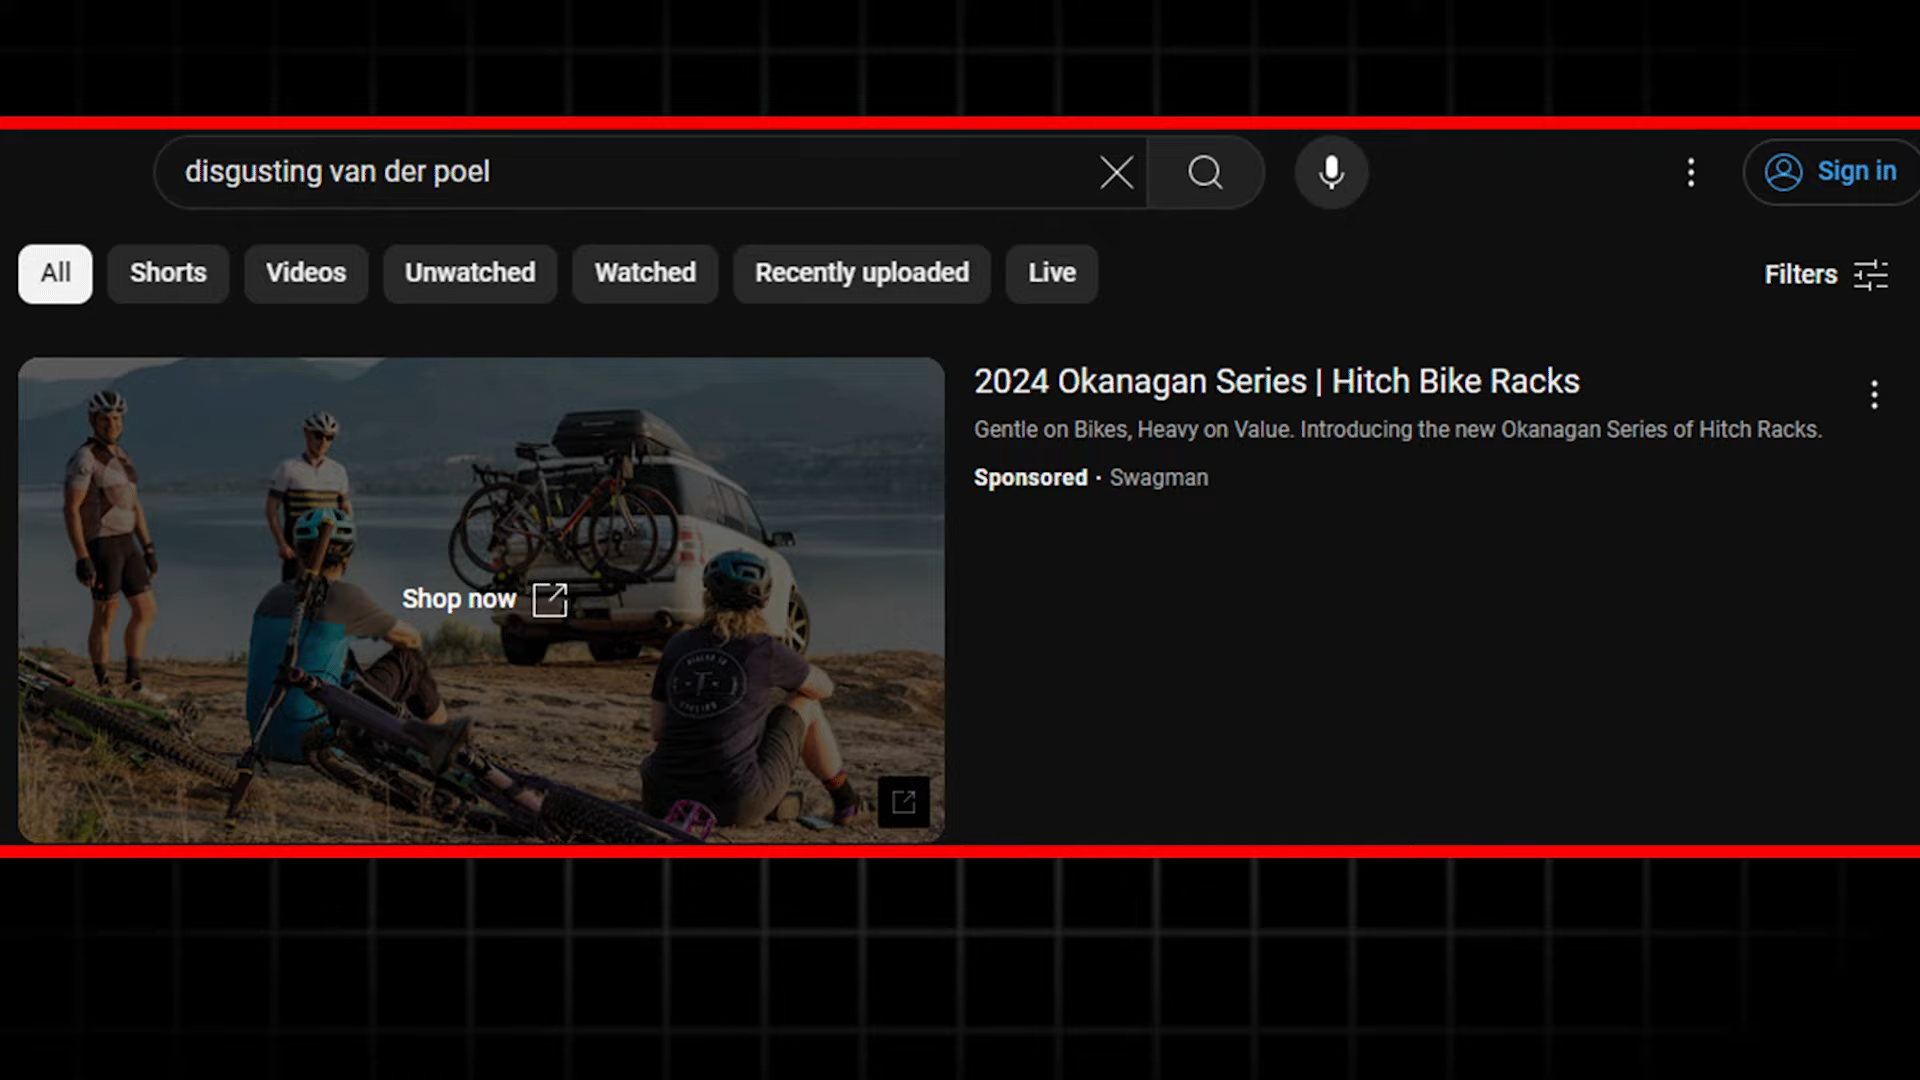 disgusting van der poel
Sign in
All
Shorts
Videos
Unwatched
Watched
Recently uploaded
Live
Filters
2024 Okanagan Series | Hitch Bike Racks
Gentle on Bikes, Heavy on Value. Introducing the new Okanagan Series of Hitch Racks.
Sponsored · Swagman
Shop now